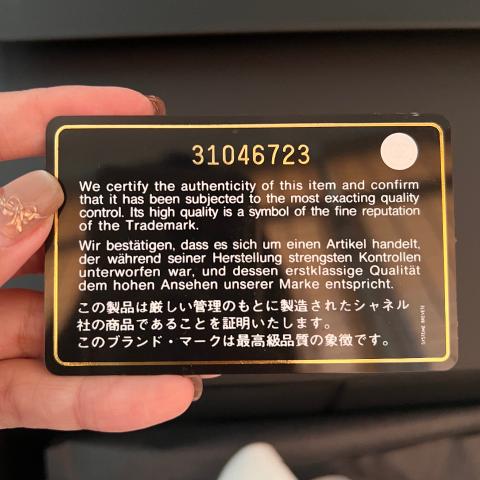 31046723
We certify the authenticity of this item and confirm
that it has been subjected to the most exacting quality
control. Its high quality is a symbol of the fine reputation
of the Trademark.
Wir bestätigen, dass es sich um einen Artikel handelt,
der während seiner Herstellung strengsten Kontrollen
unterworfen war, und dessen erstklassige Qualität
dem hohen Ansehen unserer Marke entspricht.
この製品は厳しい管理のもとに製造されたシャネル
社の商品であることを証明いたします。
このブランド・マークは最高級品質の象徴です。
SYSTEME BREVETE